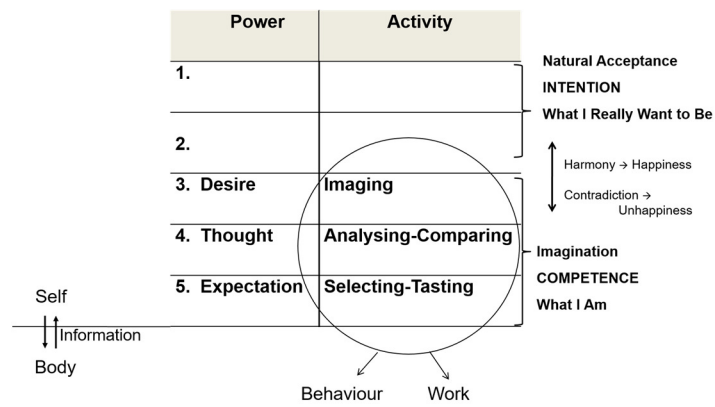 Power Activity
1.
2.
3. Desire Imaging
4. Thought Analysing-Comparing
5. Expectation Selecting-Tasting
Natural Acceptance
INTENTION
What I Really Want to Be
Harmony → Happiness
Contradiction →
Unhappiness
Imagination
COMPETENCE
What I Am
Self
Information
Body
Behaviour Work